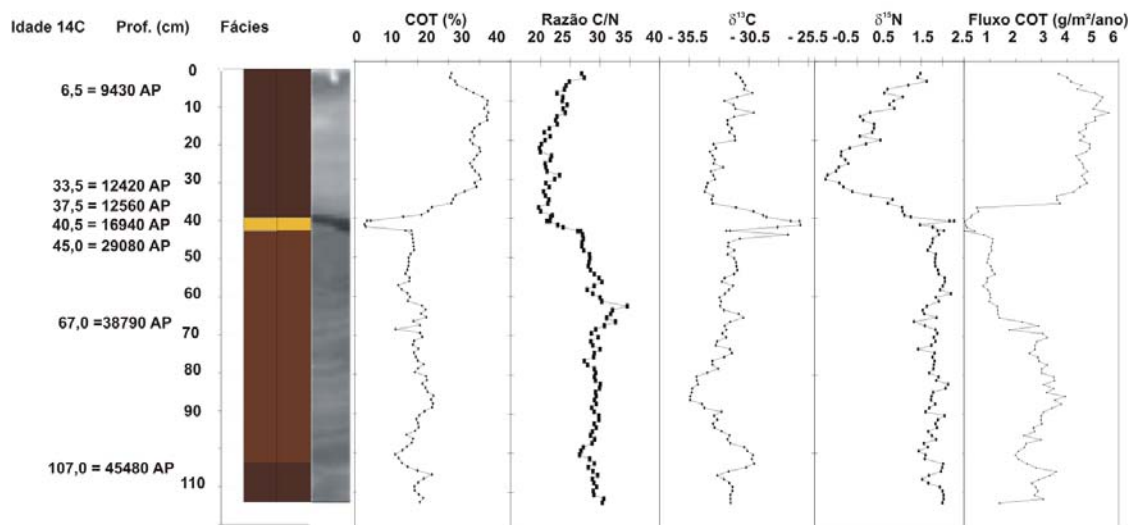 Idade 14C Prof. (cm) Fácies COT (%) Razão C/N δ¹³C δ¹⁵N Fluxo COT (g/m²/ano)
0 10 20 30 40 20 25 30 35 40 - 35.5 - 30.5 - 25.5 -0.5 0.5 1.5 2.5 1 2 3 4 5 6
0
6,5 = 9430 AP
10
20
30
33,5 = 12420 AP
37,5 = 12560 AP
40
40,5 = 16940 AP
45,0 = 29080 AP
50
60
67,0 =38790 AP
70
80
90
107,0 = 45480 AP
110